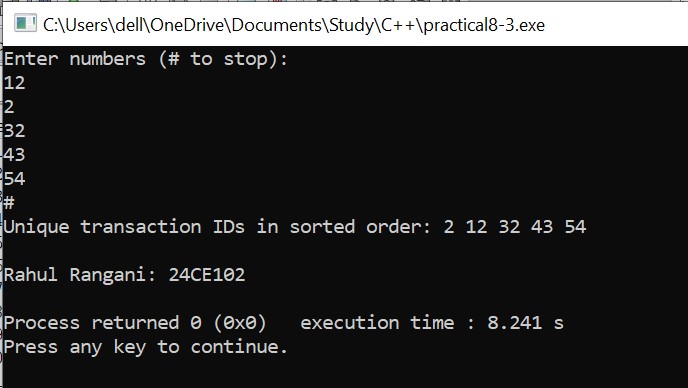 C:\Users\dell\OneDrive\Documents\Study\C++\practical8-3.exe
Enter numbers (# to stop):
12
2
32
43
54
#
Unique transaction IDs in sorted order: 2 12 32 43 54
Rahul Rangani: 24CE102
Process returned 0 (0x0)   execution time : 8.241 s
Press any key to continue.